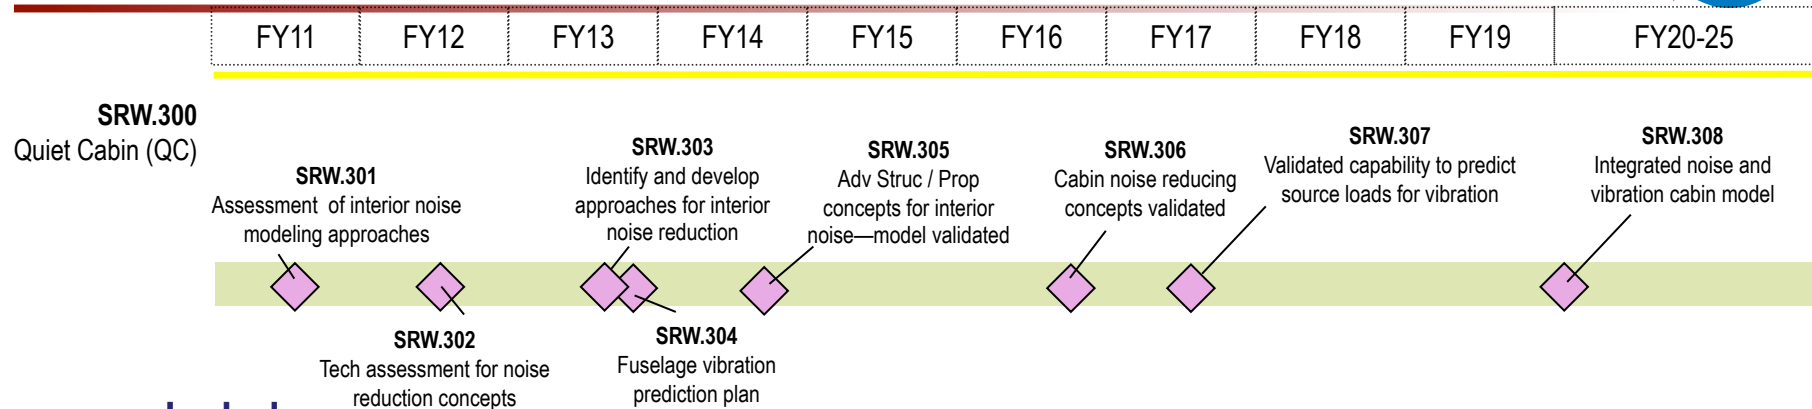 FY11 FY12 FY13 FY14 FY15 FY16 FY17 FY18 FY19 FY20-25
SRW.300
Quiet Cabin (QC)
SRW.301
Assessment of interior noise
modeling approaches
SRW.302
Tech assessment for noise
reduction concepts
SRW.303
Identify and develop
approaches for interior
noise reduction
SRW.304
Fuselage vibration
prediction plan
SRW.305
Adv Struc / Prop
concepts for interior
noise—model validated
SRW.306
Cabin noise reducing
concepts validated
SRW.307
Validated capability to predict
source loads for vibration
SRW.308
Integrated noise and
vibration cabin model